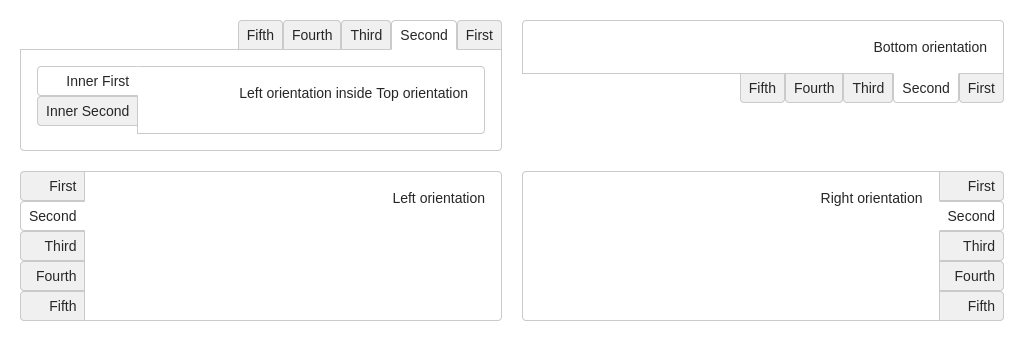 Fifth Fourth Third Second First
Inner First
Inner Second
Left orientation inside Top orientation
Bottom orientation
Fifth Fourth Third Second First
First
Second
Third
Fourth
Fifth
Left orientation
Right orientation
First
Second
Third
Fourth
Fifth